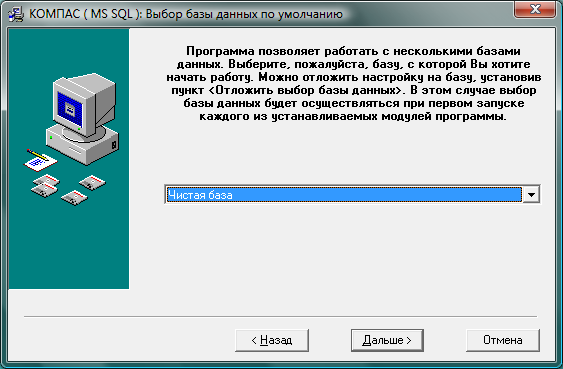 КОМПАС ( MS SQL ): Выбор базы данных по умолчанию
Программа позволяет работать с несколькими базами
данных. Выберите, пожалуйста, базу, с которой Вы хотите
начать работу. Можно отложить настройку на базу, установив
пункт <Отложить выбор базы данных>. В этом случае выбор
базы данных будет осуществляться при первом запуске
каждого из устанавливаемых модулей программы.
Чистая база
< Назад
Дальше >
Отмена